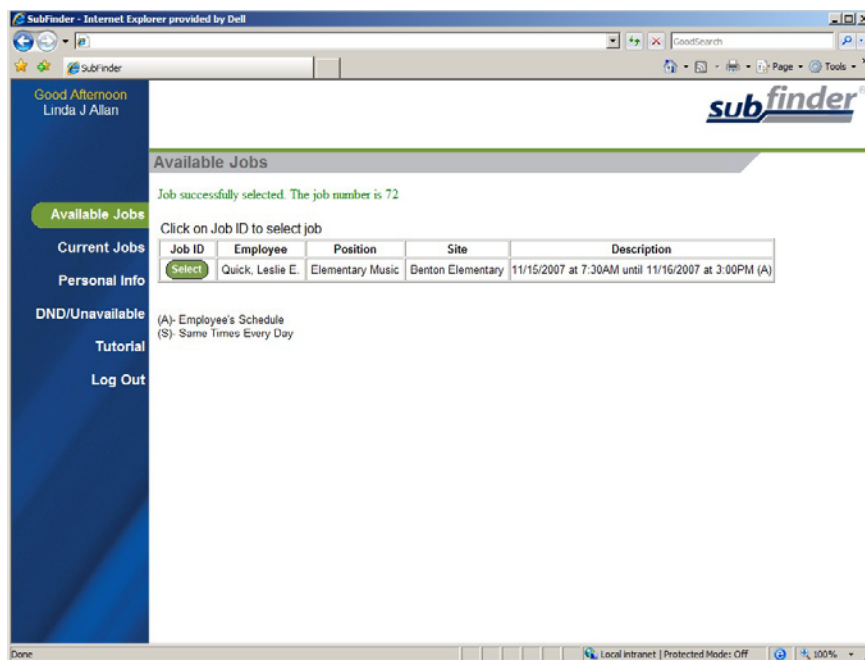 SubFinder - Internet Explorer provided by Dell
GoodSearch
SubFinder
Page
Tools
Good Afternoon
Linda J Allan
subfinder®
Available Jobs
Job successfully selected. The job number is 72
Available Jobs
Current Jobs
Personal Info
DND/Unavailable
Tutorial
Log Out
Click on Job ID to select job
Job ID Employee Position Site Description
Select Quick, Leslie E. Elementary Music Benton Elementary 11/15/2007 at 7:30AM until 11/16/2007 at 3:00PM (A)
(A)- Employee's Schedule
(S)- Same Times Every Day
Done
Local intranet | Protected Mode: Off
100%